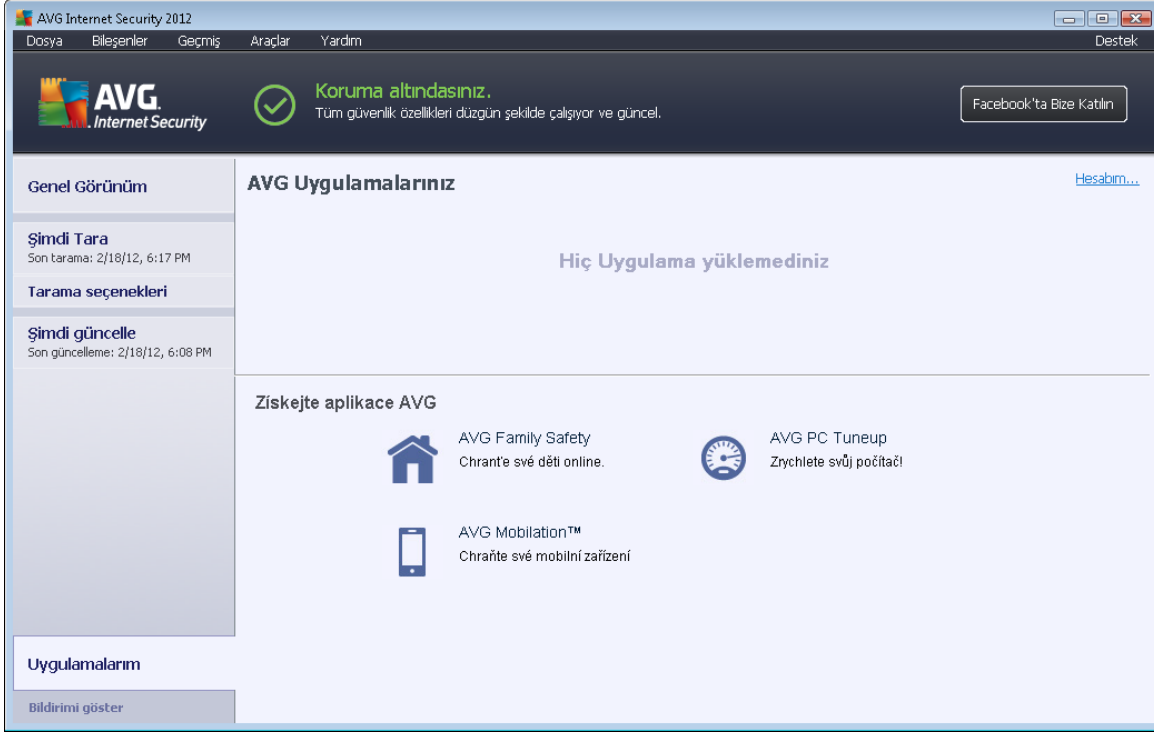 AVG Internet Security 2012
Dosya Bileşenler Geçmiş Araçlar Yardım Destek
AVG.
Internet Security
Koruma altındasınız.
Tüm güvenlik özellikleri düzgün şekilde çalışıyor ve güncel.
Facebook'ta Bize Katılın
Genel Görünüm
Şimdi Tara
Son tarama: 2/18/12, 6:17 PM
Tarama seçenekleri
Şimdi güncelle
Son güncelleme: 2/18/12, 6:08 PM
Uygulamalarım
Bildirimi göster
AVG Uygulamalarınız
Hesabım...
Hiç Uygulama yüklemediniz
Získejte aplikace AVG
AVG Family Safety
Chranťe své děti online.
AVG PC Tuneup
Zrychlete svůj počítač!
AVG Mobilation™
Chraňte své mobilní zařízení